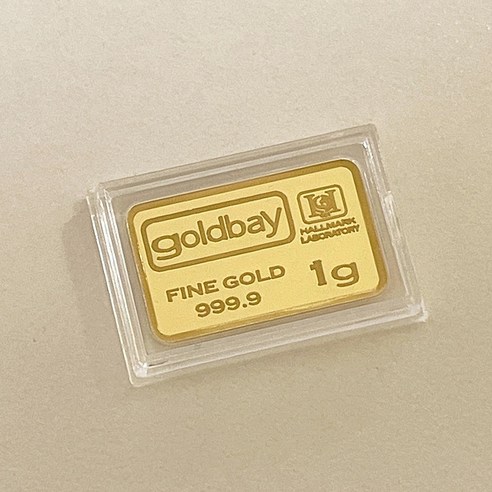 goldbay
HALLMARK
LABORATORY
FINE GOLD
999.9
1g